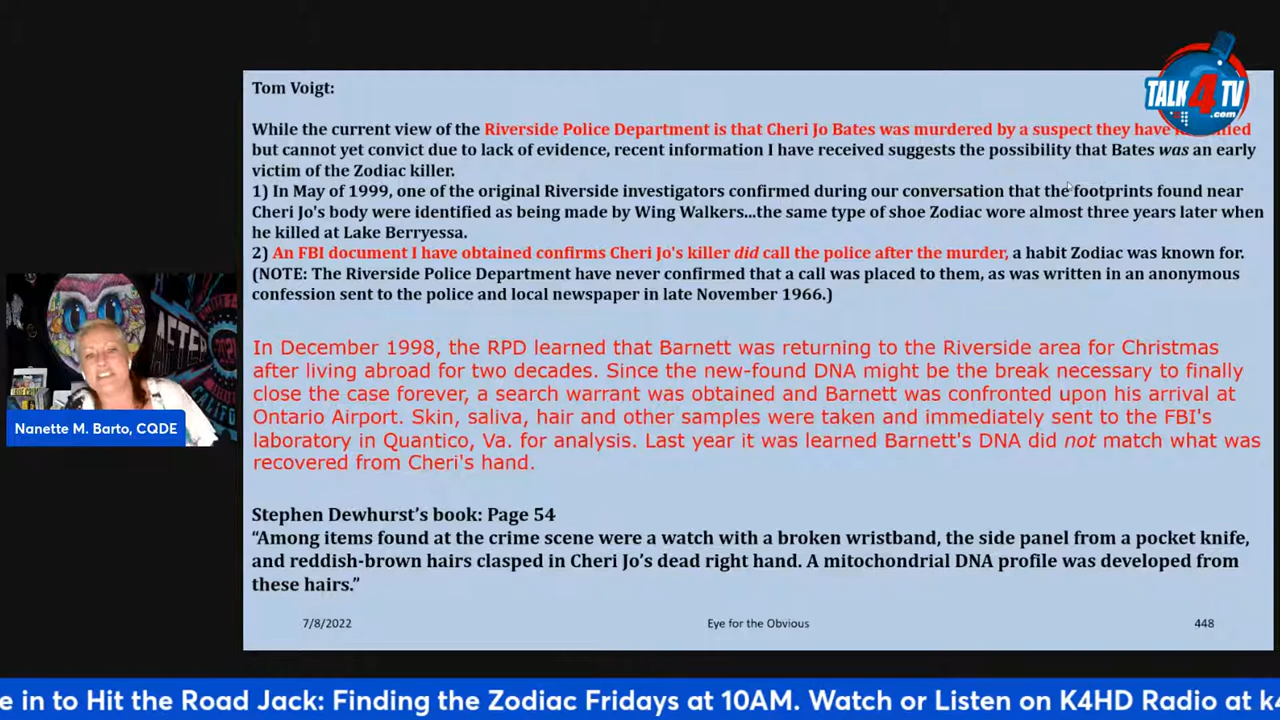 TALK 4 TV
.com
Tom Voigt:
While the current view of the Riverside Police Department is that Cheri Jo Bates was murdered by a suspect they have
but cannot yet convict due to lack of evidence, recent information I have received suggests the possibility that Bates was an early
victim of the Zodiac killer.
1) In May of 1999, one of the original Riverside investigators confirmed during our conversation that the footprints found near
Cheri Jo's body were identified as being made by Wing Walkers...the same type of shoe Zodiac wore almost three years later when
he killed at Lake Berryessa.
2) An FBI document I have obtained confirms Cheri Jo's killer did call the police after the murder, a habit Zodiac was known for.
(NOTE: The Riverside Police Department have never confirmed that a call was placed to them, as was written in an anonymous
confession sent to the police and local newspaper in late November 1966.)
In December 1998, the RPD learned that Barnett was returning to the Riverside area for Christmas
after living abroad for two decades. Since the new-found DNA might be the break necessary to finally
close the case forever, a search warrant was obtained and Barnett was confronted upon his arrival at
Ontario Airport. Skin, saliva, hair and other samples were taken and immediately sent to the FBI's
laboratory in Quantico, Va. for analysis. Last year it was learned Barnett's DNA did not match what was
recovered from Cheri's hand.
Stephen Dewhurst's book: Page 54
“Among items found at the crime scene were a watch with a broken wristband, the side panel from a pocket knife,
and reddish-brown hairs clasped in Cheri Jo's dead right hand. A mitochondrial DNA profile was developed from
these hairs.”
7/8/2022 Eye for the Obvious 448
AFTER
Nanette M. Barto, CQDE
e in to Hit the Road Jack: Finding the Zodiac Fridays at 10AM. Watch or Listen on K4HD Radio at